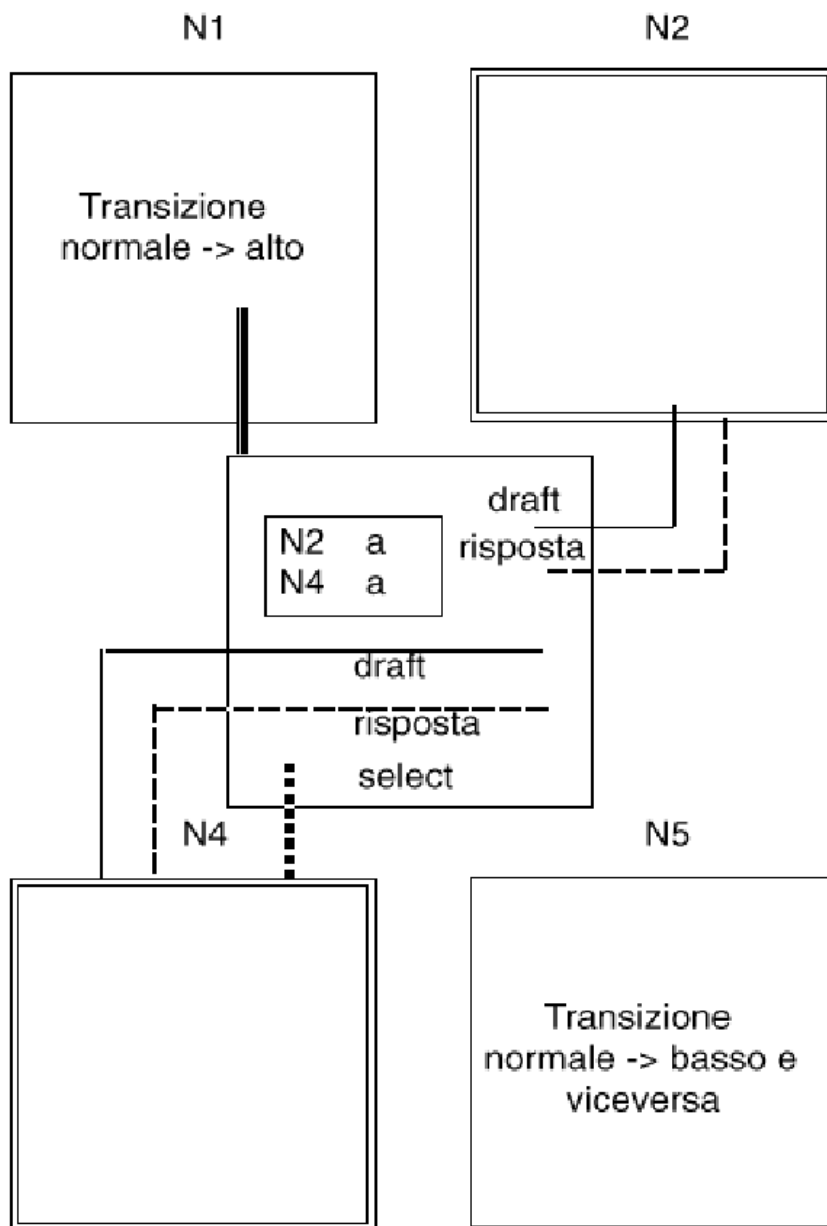 N1
N2
Transizione
normale -> alto
draft
N2 a
risposta
N4 a
draft
risposta
select
N4
N5
Transizione
normale -> basso e
viceversa